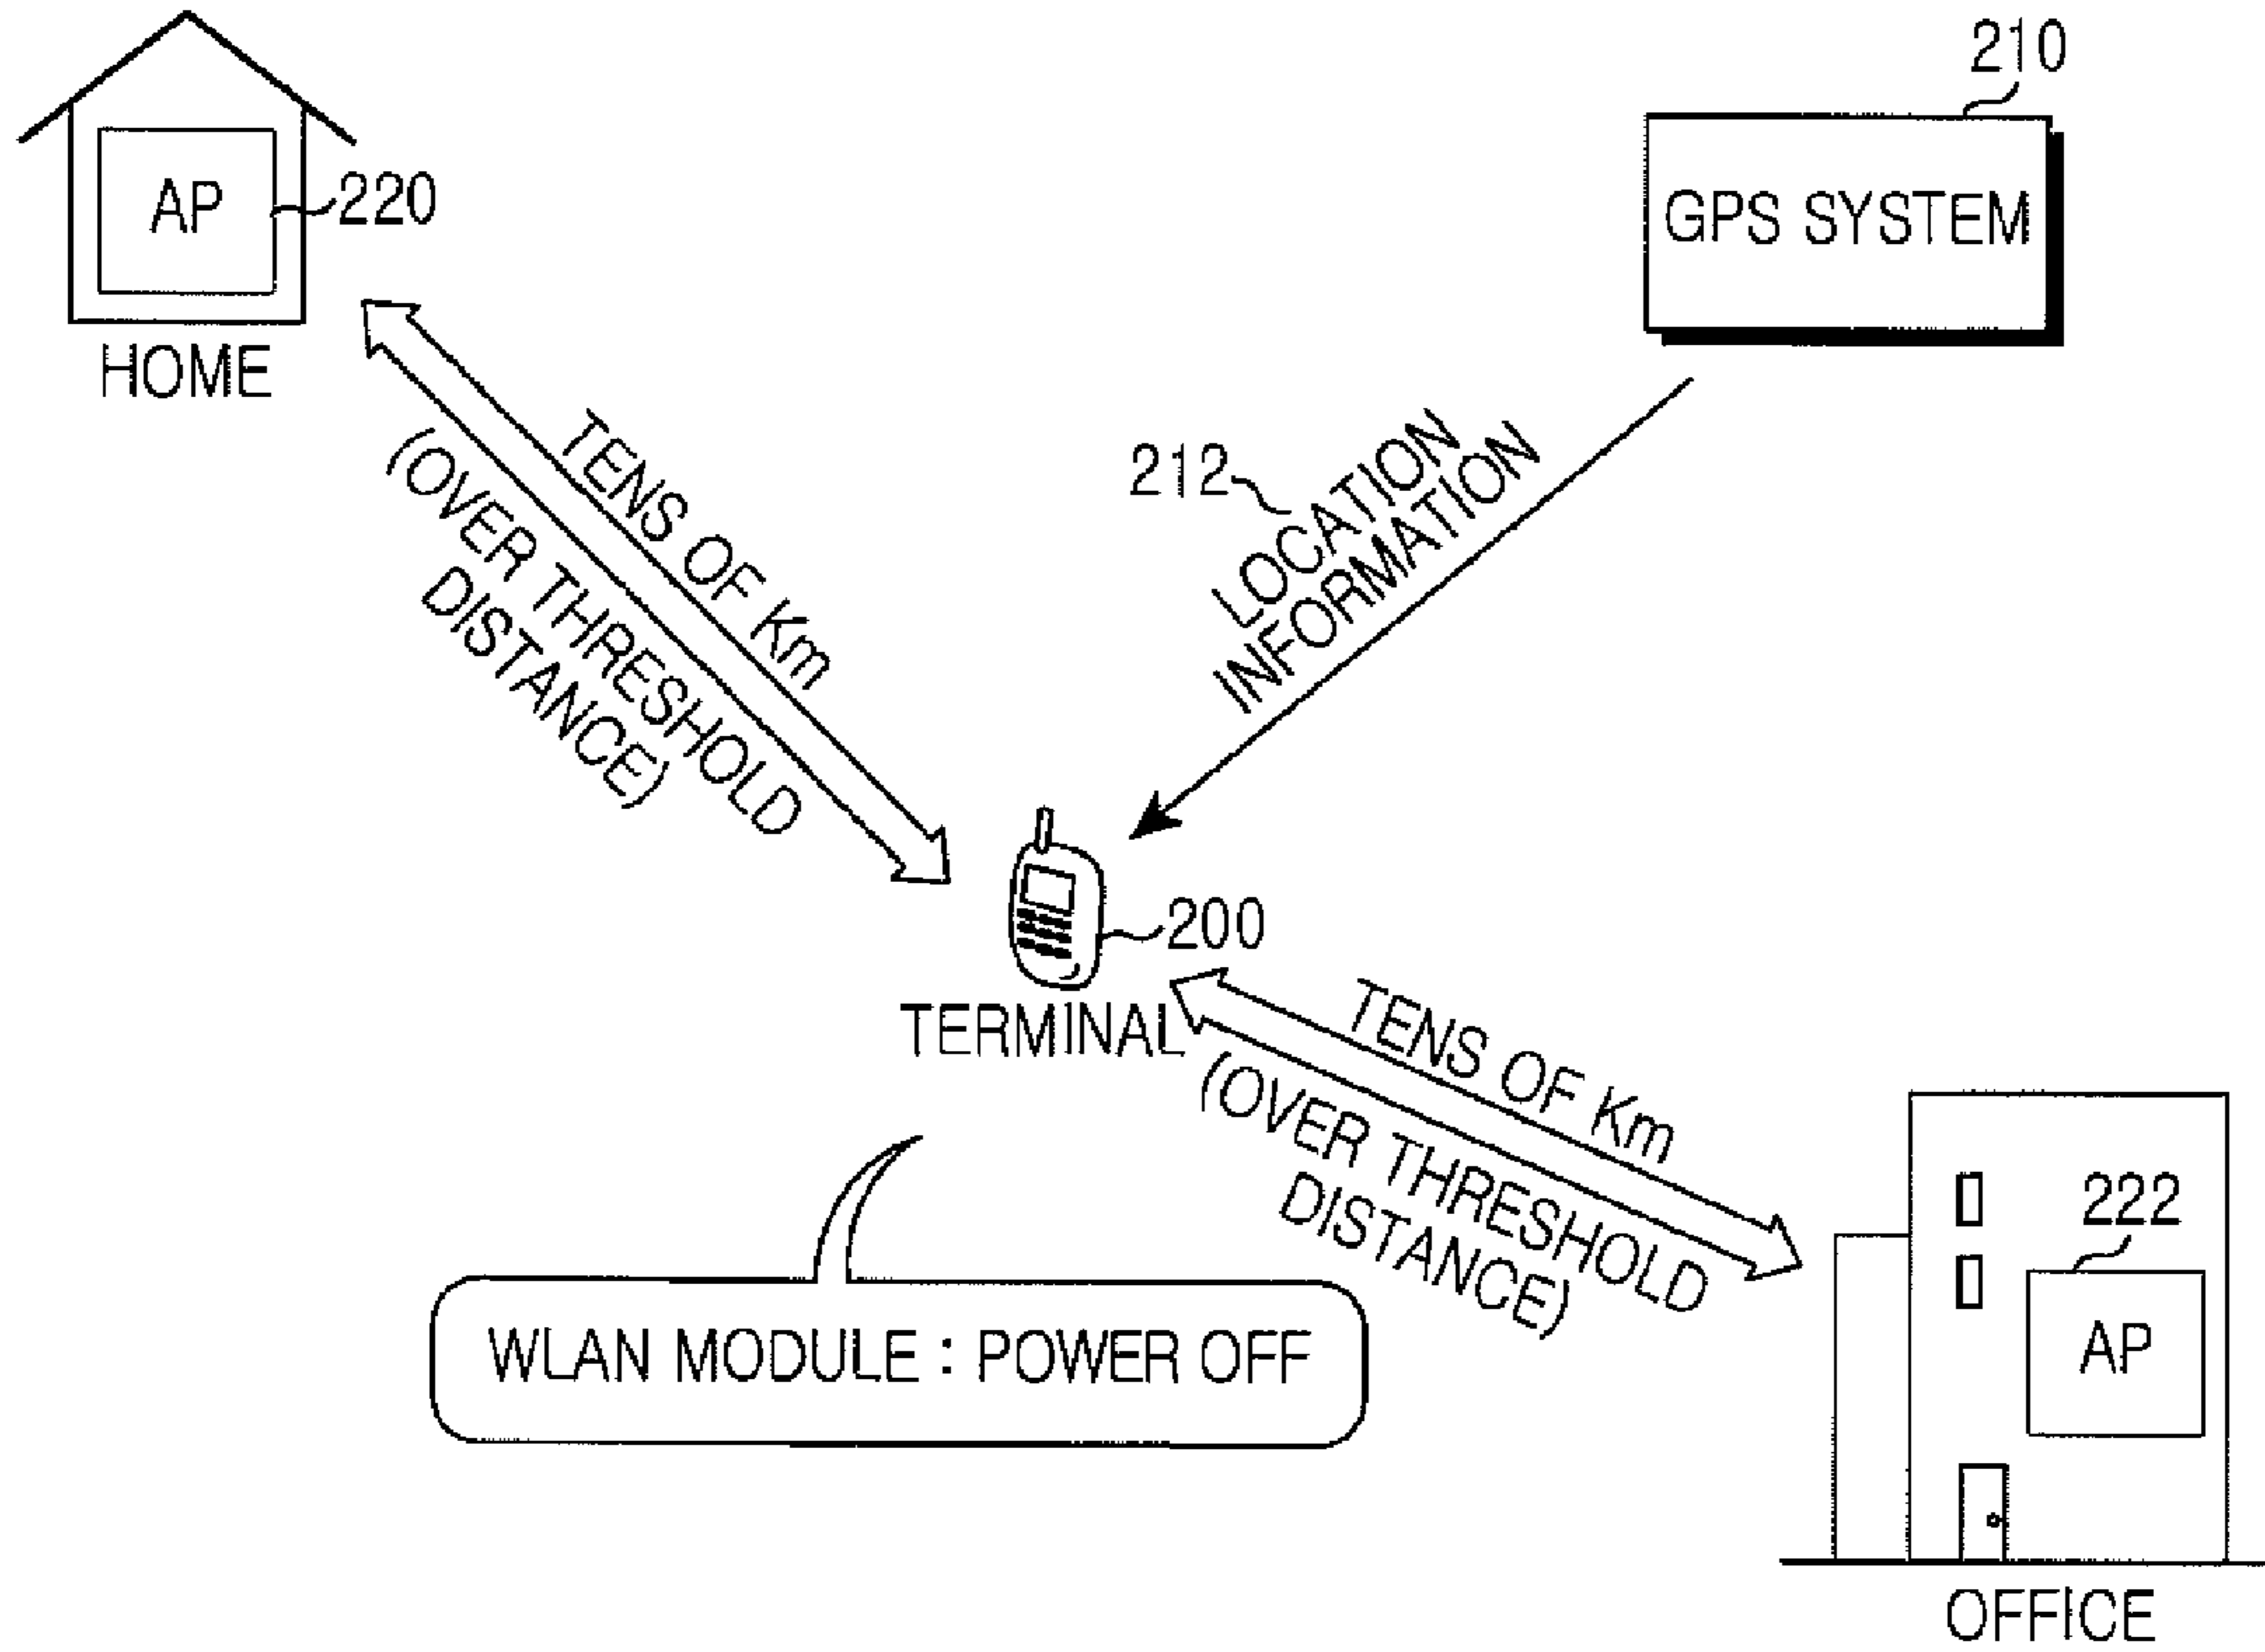 210
AP
220
HOME
GPS SYSTEM
TENS OF Km
(OVER THRESHOLD
DISTANCE)
212
LOCATION
INFORMATION
200
TERMINAL
TENS OF Km
(OVER THRESHOLD
DISTANCE)
WLAN MODULE : POWER OFF
222
AP
OFFICE